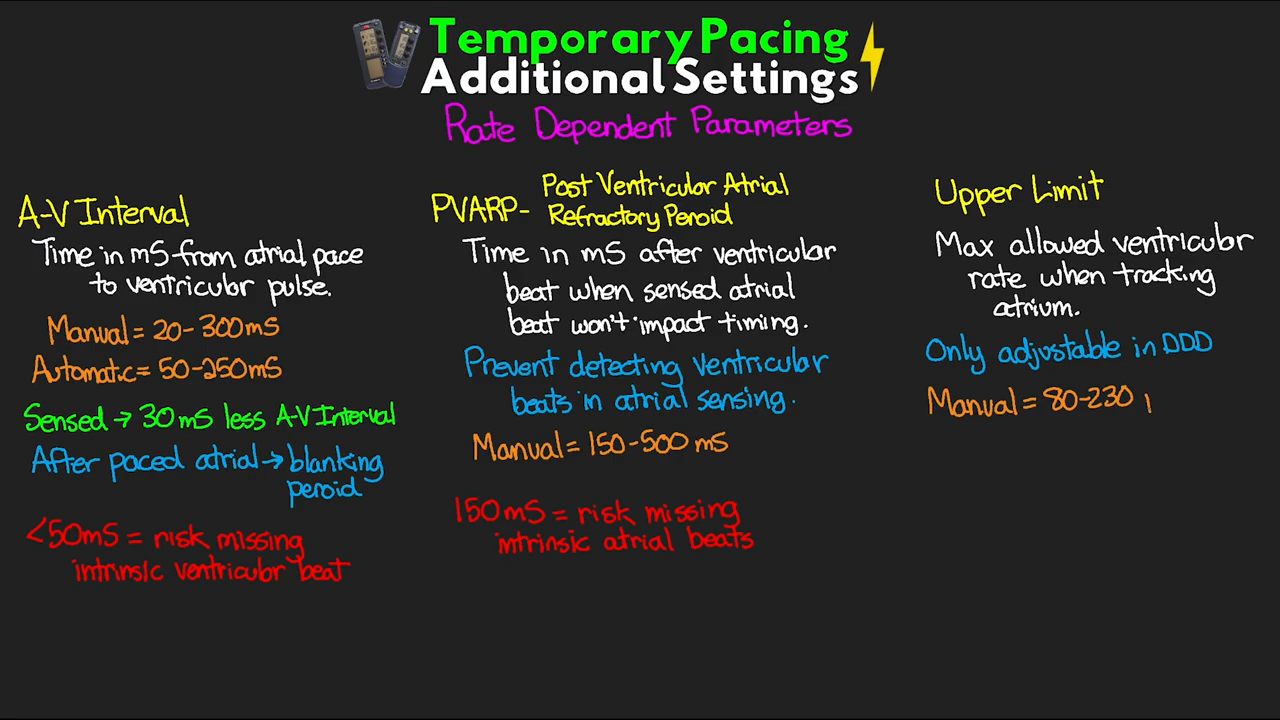 Temporary Pacing
Additional Settings
Rate Dependent Parameters
A-V Interval
Time in mS from atrial pace
to ventricular pulse.
Manual = 20-300mS
Automatic = 50-250mS
Sensed → 30mS less A-V Interval
After paced atrial → blanking
peroid
<50mS = risk missing
intrinsic ventricular beat
PVARP- Post Ventricular Atrial
Refractory Peroid
Time in mS after ventricular
beat when sensed atrial
beat won't impact timing.
Prevent detecting ventricular
beats in atrial sensing.
Manual = 150-500 mS
150mS = risk missing
intrinsic atrial beats
Upper Limit
Max allowed ventricular
rate when tracking
atrium.
Only adjustable in DDD
Manual = 80-230